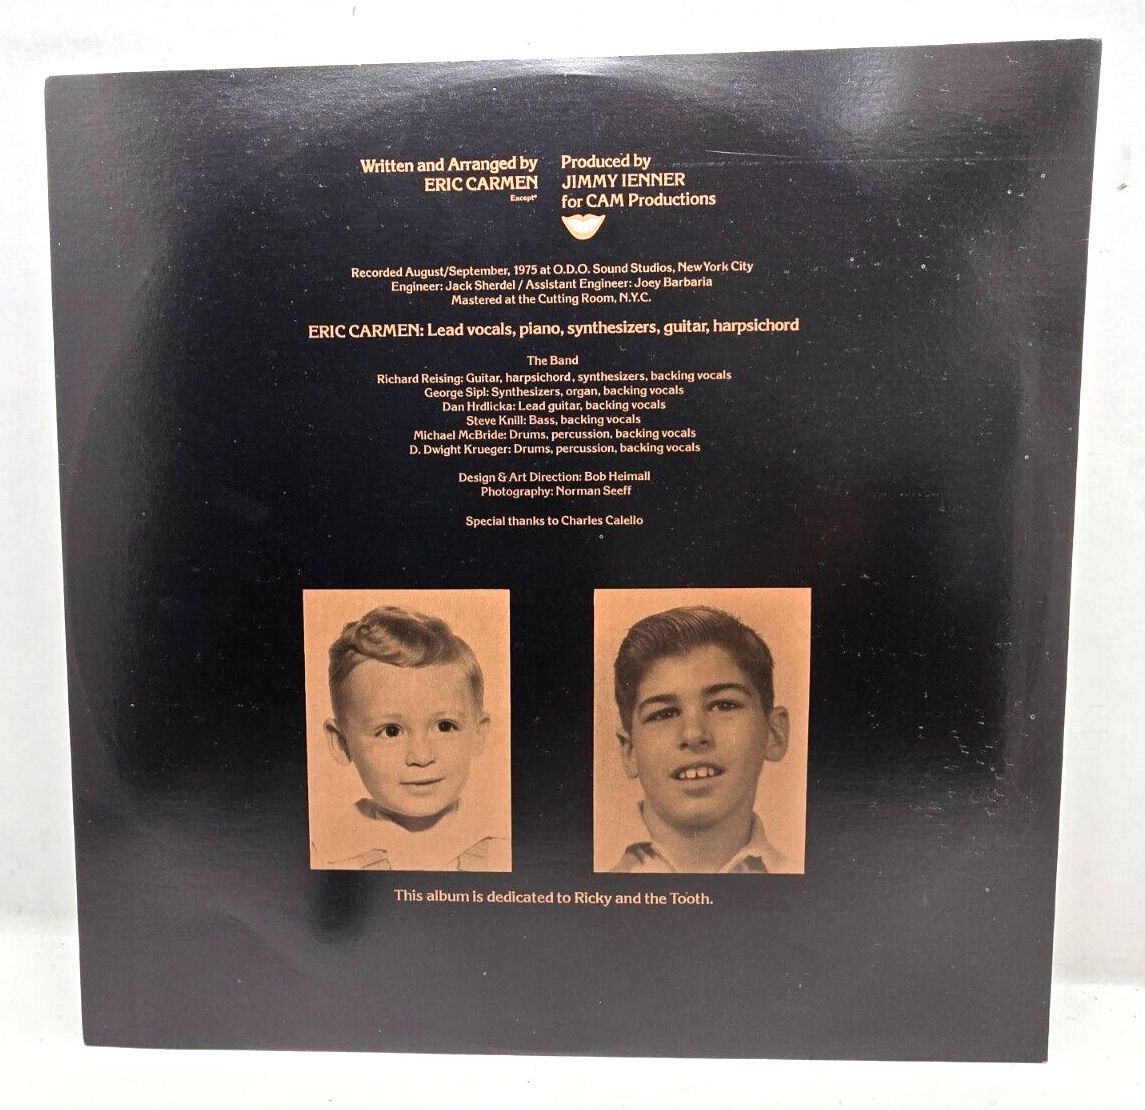 Written and Arranged by
ERIC CARMEN
Except*
Produced by
JIMMY IENNER
for CAM Productions
Recorded August/September, 1975 at O.D.O. Sound Studios, New York City
Engineer: Jack Sherdel / Assistant Engineer: Joey Barbaria
Mastered at the Cutting Room, N.Y.C.
ERIC CARMEN: Lead vocals, piano, synthesizers, guitar, harpsichord
The Band
Richard Reising: Guitar, harpsichord, synthesizers, backing vocals
George Sipl: Synthesizers, organ, backing vocals
Dan Hrdlicka: Lead guitar, backing vocals
Steve Knill: Bass, backing vocals
Michael McBride: Drums, percussion, backing vocals
D. Dwight Krueger: Drums, percussion, backing vocals
Design & Art Direction: Bob Heimall
Photography: Norman Seeff
Special thanks to Charles Calello
This album is dedicated to Ricky and the Tooth.